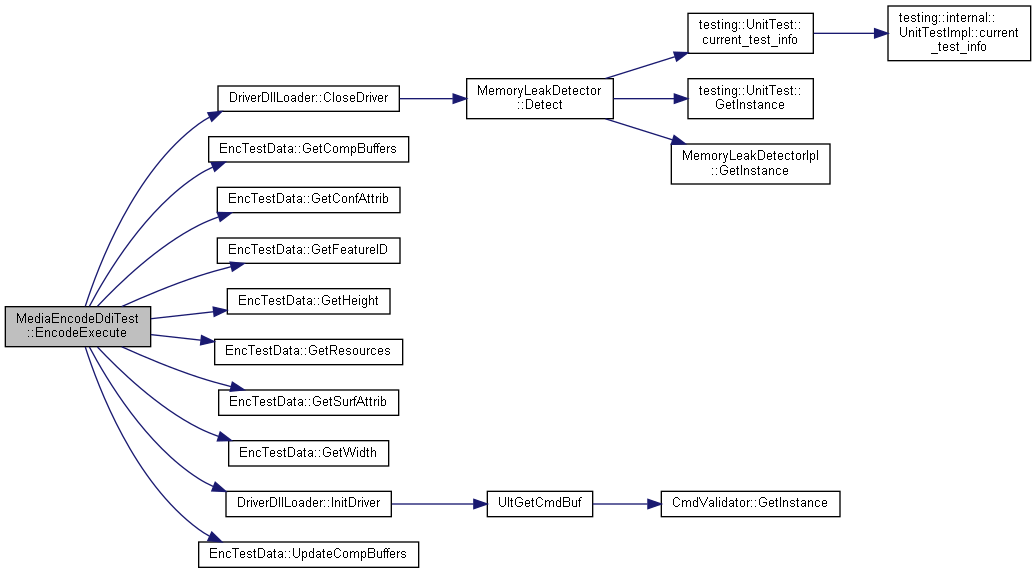 MediaEncodeDdiTest
::EncodeExecute
DriverDllLoader::CloseDriver
MemoryLeakDetector
::Detect
testing::UnitTest::
current_test_info
testing::internal::
UnitTestImpl::current
_test_info
testing::UnitTest::
GetInstance
MemoryLeakDetectorIpl
::GetInstance
EncTestData::GetCompBuffers
EncTestData::GetConfAttrib
EncTestData::GetFeatureID
EncTestData::GetHeight
EncTestData::GetResources
EncTestData::GetSurfAttrib
EncTestData::GetWidth
DriverDllLoader::InitDriver
UltGetCmdBuf
CmdValidator::GetInstance
EncTestData::UpdateCompBuffers